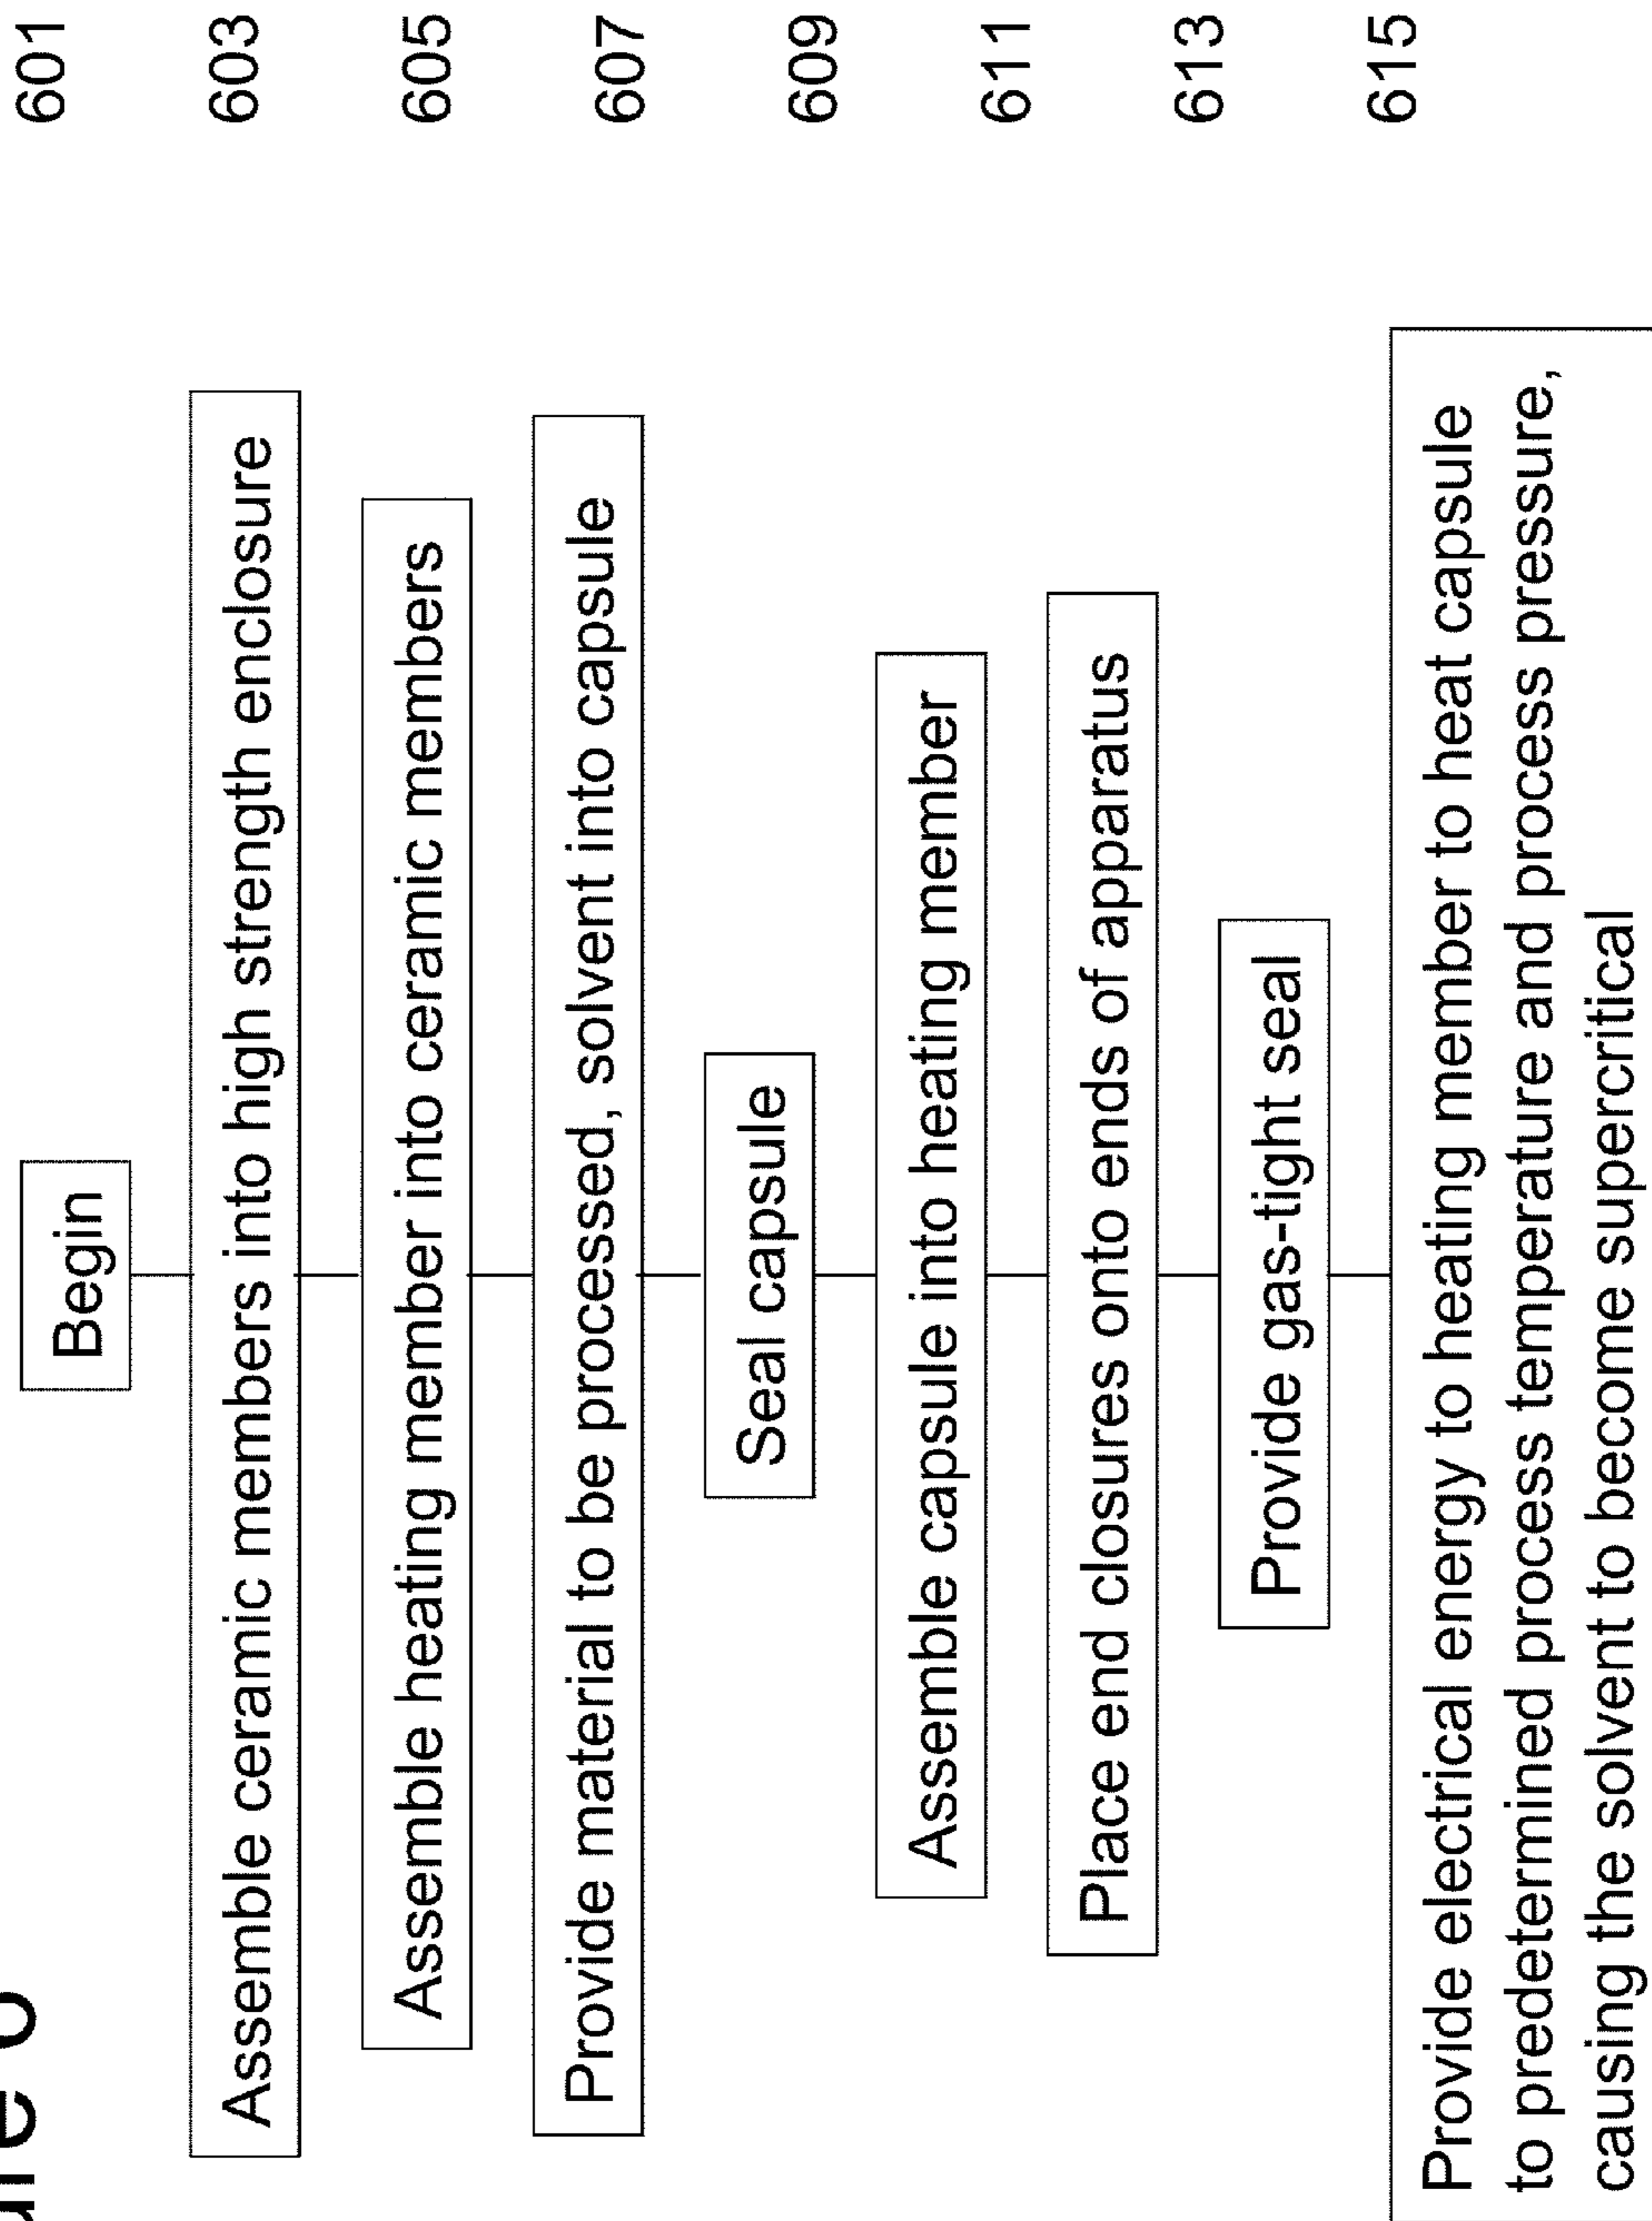 601
Begin
603
Assemble ceramic members into high strength enclosure
605
Assemble heating member into ceramic members
607
Provide material to be processed, solvent into capsule
609
Seal capsule
611
Assemble capsule into heating member
613
Place end closures onto ends of apparatus
615
Provide gas-tight seal
Provide electrical energy to heating member to heat capsule
to predetermined process temperature and process pressure,
causing the solvent to become supercritical